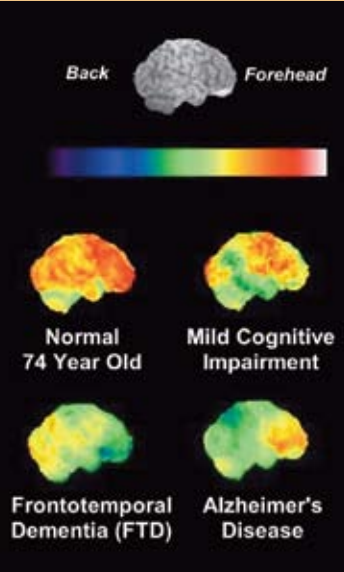 Back
Forehead
Normal
74 Year Old
Mild Cognitive
Impairment
Frontotemporal
Dementia (FTD)
Alzheimer's
Disease